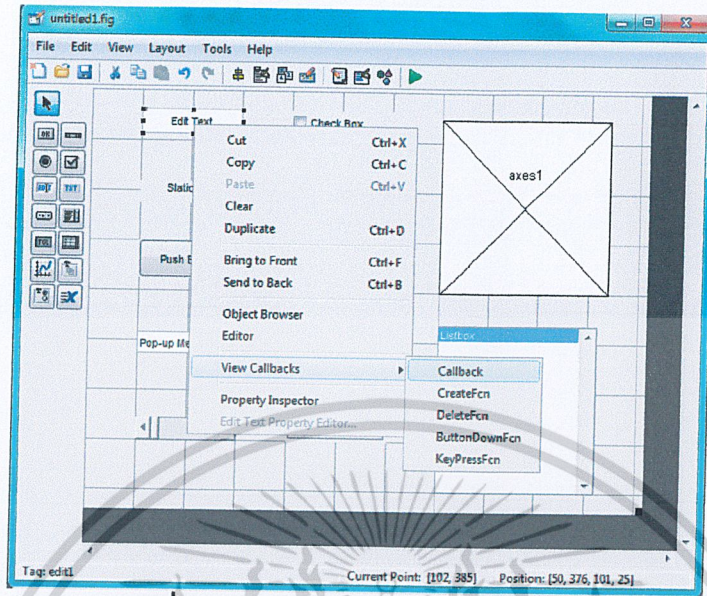 untitled1.fig
File Edit View Layout Tools Help
Edit Text
Check Box
axes1
Static
Push B
Pop-up Me
Listbox
Cut Ctrl+X
Copy Ctrl+C
Paste Ctrl+V
Clear
Duplicate Ctrl+D
Bring to Front Ctrl+F
Send to Back Ctrl+B
Object Browser
Editor
View Callbacks
Property Inspector
Edit Text Property Editor...
Callback
CreateFcn
DeleteFcn
ButtonDownFcn
KeyPressFcn
Tag: edit1
Current Point: [102, 385] Position: [50, 376, 101, 25]